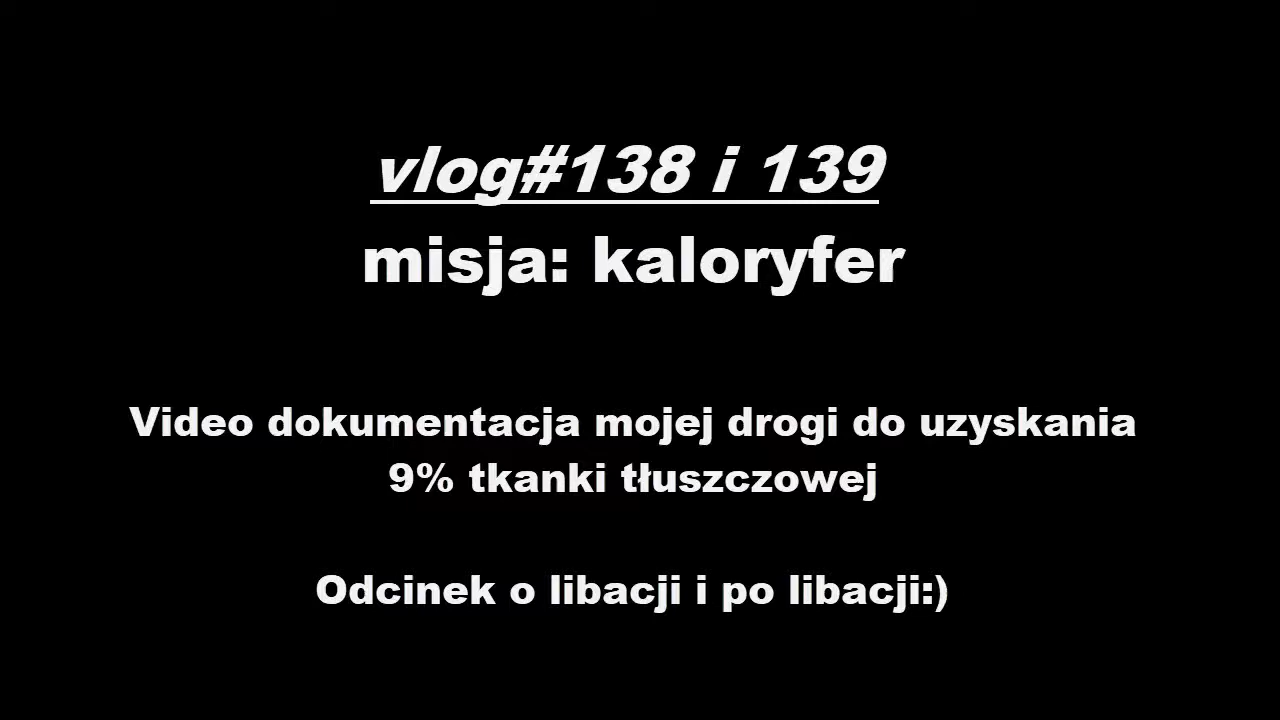 vlog#138 i 139
misja: kaloryfer
Video dokumentacja mojej drogi do uzyskania
9% tkanki tłuszczowej
Odcinek o libacji i po libacji:)